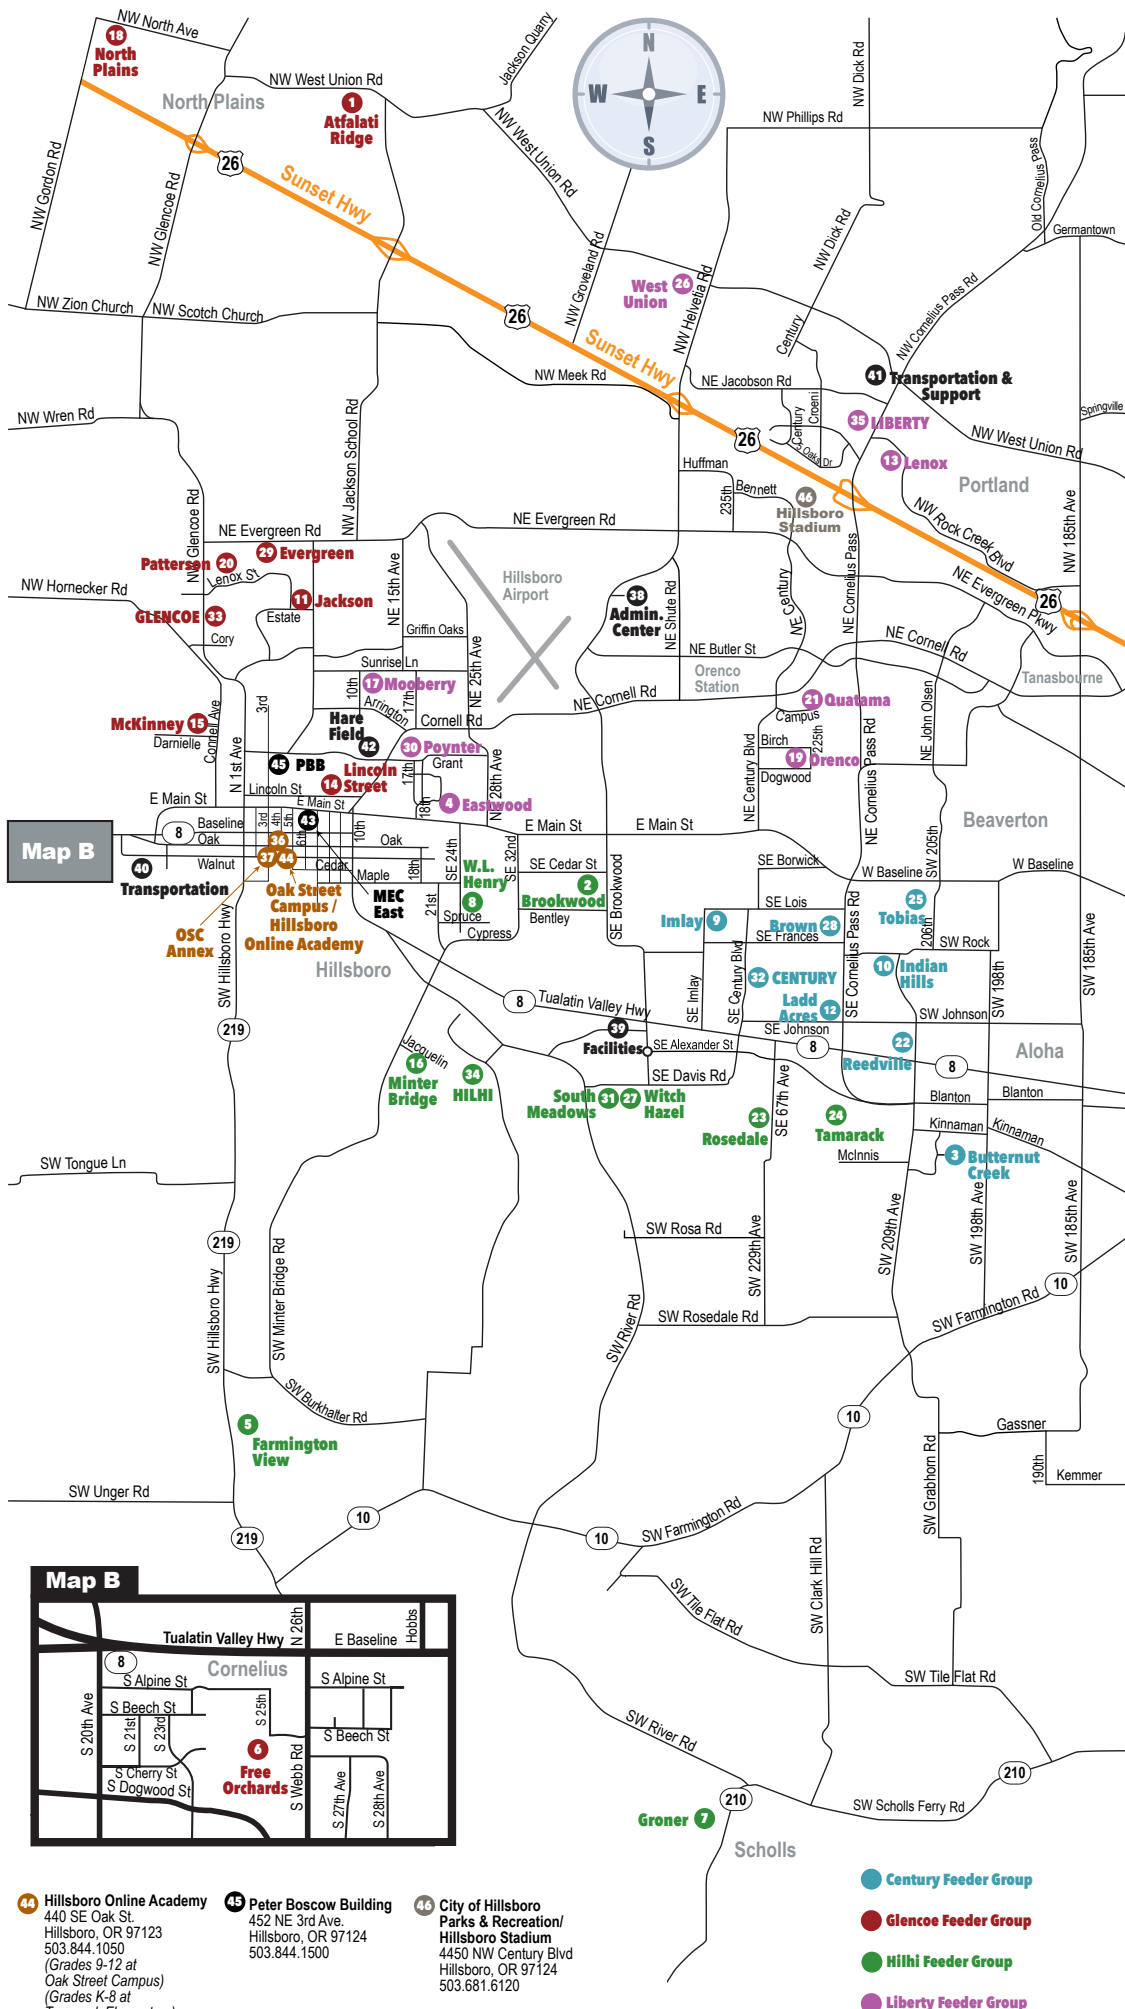 NW North Ave
18
North
Plains
NW West Union Rd
North Plains
1
Atfalati
Ridge
Jackson Quarry
NW West Union Rd
N
W
E
S
NW Dick Rd
NW Phillips Rd
Old Cornelius Pass
Germantown
26
Sunset Hwy
NW Gordon Rd
NW Glencoe Rd
NW Dick Rd
NW Groveland Rd
West
Union
26
NW Helvetia Rd
NW Cornelius Pass Rd
Century
NW Zion Church
NW Scotch Church
26
Sunset Hwy
NW Meek Rd
NE Jacobson Rd
41
Transportation &
Support
Century
Croeni
S Oaks Dr
35
LIBERTY
Springville
NW West Union Rd
NW Wren Rd
NW Jackson School Rd
26
13
Lenox
Huffman
Portland
235th
Bennett
46
Hillsboro
Stadium
NW Rock Creek Blvd
NW 185th Ave
NW Glencoe Rd
NE Evergreen Rd
NE Evergreen Rd
29
Evergreen
Patterson
20
Lenox St
NW Hornecker Rd
NE 15th Ave
Hillsboro
Airport
38
Admin.
Center
NE Shute Rd
NE Century
NE Cornelius Pass
NE Evergreen Pkwy
26
11
Jackson
GLENCOE
33
Estate
Cory
Griffin Oaks
NE 25th Ave
NE Butler St
NE Cornell Rd
Sunrise Ln
Orenco
Station
Tanasbourne
10th
17
Mooberry
17th
Arrington
NE Cornell Rd
21
Quatama
Campus
225th
NE John Olsen
3rd
McKinney
15
Darnielle
Connell Ave
N 1st Ave
Hare
Field
42
Cornell Rd
30
Poynter
Grant
Birch
19
Orenco
Dogwood
NE Century Blvd
NE Cornelius Pass Rd
45
PBB
14
Lincoln
Street
17th
18th
4
Eastwood
NE 28th Ave
Lincoln St
E Main St
E Main St
43
Beaverton
Map B
8
Baseline
3rd
4th
5th
6th
10th
Oak
36
Oak
E Main St
E Main St
37
44
Walnut
Cedar
Maple
18th
40
Transportation
SE 24th
SE 32nd
W.L.
Henry
8
SE Cedar St
2
Brookwood
SE Brookwood
SE Borwick
W Baseline
SW 205th
W Baseline
Oak Street
Campus /
Hillsboro
Online Academy
OSC
Annex
MEC
East
21st
Spruce
Bentley
Cypress
SE Lois
Imlay
9
Brown
28
SE Frances
25
Tobias
206th
SW Rock
Hillsboro
SW Hillsboro Hwy
SE Imlay
SE Century Blvd
32
CENTURY
SE Cornelius Pass Rd
10
Indian
Hills
SW 198th
SW 185th Ave
8
Tualatin Valley Hwy
Ladd
Acres
12
SE Johnson
SW Johnson
219
39
Facilities
SE Alexander St
8
22
Reedville
Aloha
8
Jacquelin
16
Minter
Bridge
34
HILHI
SE Davis Rd
South
Meadows
31
27
Witch
Hazel
SE 67th Ave
23
Rosedale
24
Tamarack
Blanton
Blanton
Kinnaman
Kinnaman
McInnis
3
Butternut
Creek
SW Tongue Ln
219
SW Rosa Rd
SW 229th Ave
SW 209th Ave
SW 198th Ave
SW 185th Ave
10
SW Hillsboro Hwy
SW Minter Bridge Rd
SW River Rd
SW Rosedale Rd
SW Farmington Rd
SW Burkhalter Rd
5
Farmington
View
10
Gassner
190th
Kemmer
SW Grabhorn Rd
SW Unger Rd
219
10
10
SW Farmington Rd
SW Clark Hill Rd
SW Tile Flat Rd
SW Tile Flat Rd
SW River Rd
210
210
SW Scholls Ferry Rd
Groner
7
Scholls
Map B
Tualatin Valley Hwy
N 26th
E Baseline
Hobbs
8
Cornelius
S Alpine St
S Alpine St
S 20th Ave
S Beech St
S 21st
S 23rd
S 25th
S Beech St
6
Free
Orchards
S Webb Rd
S Cherry St
S Dogwood St
S 27th Ave
S 28th Ave
44
Hillsboro Online Academy
440 SE Oak St.
Hillsboro, OR 97123
503.844.1050
(Grades 9-12 at
Oak Street Campus)
(Grades K-8 at
45
Peter Boscow Building
452 NE 3rd Ave.
Hillsboro, OR 97124
503.844.1500
46
City of Hillsboro
Parks & Recreation/
Hillsboro Stadium
4450 NW Century Blvd
Hillsboro, OR 97124
503.681.6120
Century Feeder Group
Glencoe Feeder Group
Hilhi Feeder Group
Liberty Feeder Group